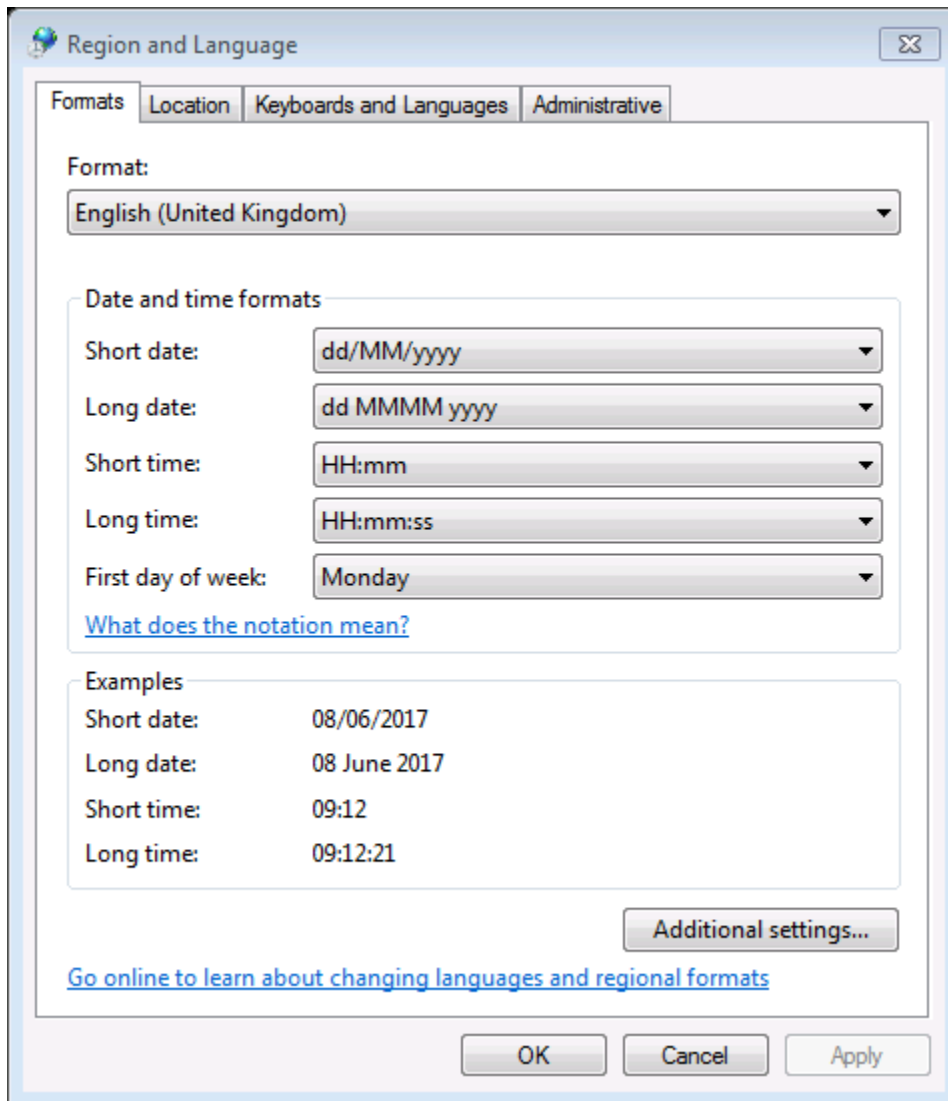 Region and Language
Formats Location Keyboards and Languages Administrative
Format:
English (United Kingdom)
Date and time formats
Short date: dd/MM/yyyy
Long date: dd MMMM yyyy
Short time: HH:mm
Long time: HH:mm:ss
First day of week: Monday
What does the notation mean?
Examples
Short date: 08/06/2017
Long date: 08 June 2017
Short time: 09:12
Long time: 09:12:21
Additional settings...
Go online to learn about changing languages and regional formats
OK Cancel Apply